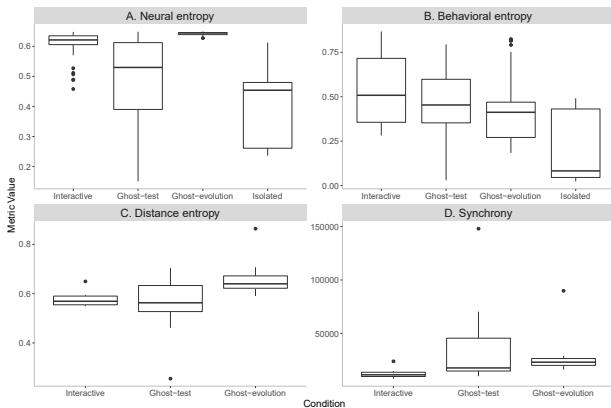 A. Neural entropy
0.6
0.5
0.4
0.3
0.2
Interactive Ghost−test Ghost−evolution Isolated
B. Behavioral entropy
0.75
0.50
0.25
0.00
Interactive Ghost−test Ghost−evolution Isolated
Metric Value
C. Distance entropy
0.8
0.6
0.4
Interactive Ghost−test Ghost−evolution
D. Synchrony
150000
100000
50000
Interactive Ghost−test Ghost−evolution
Condition